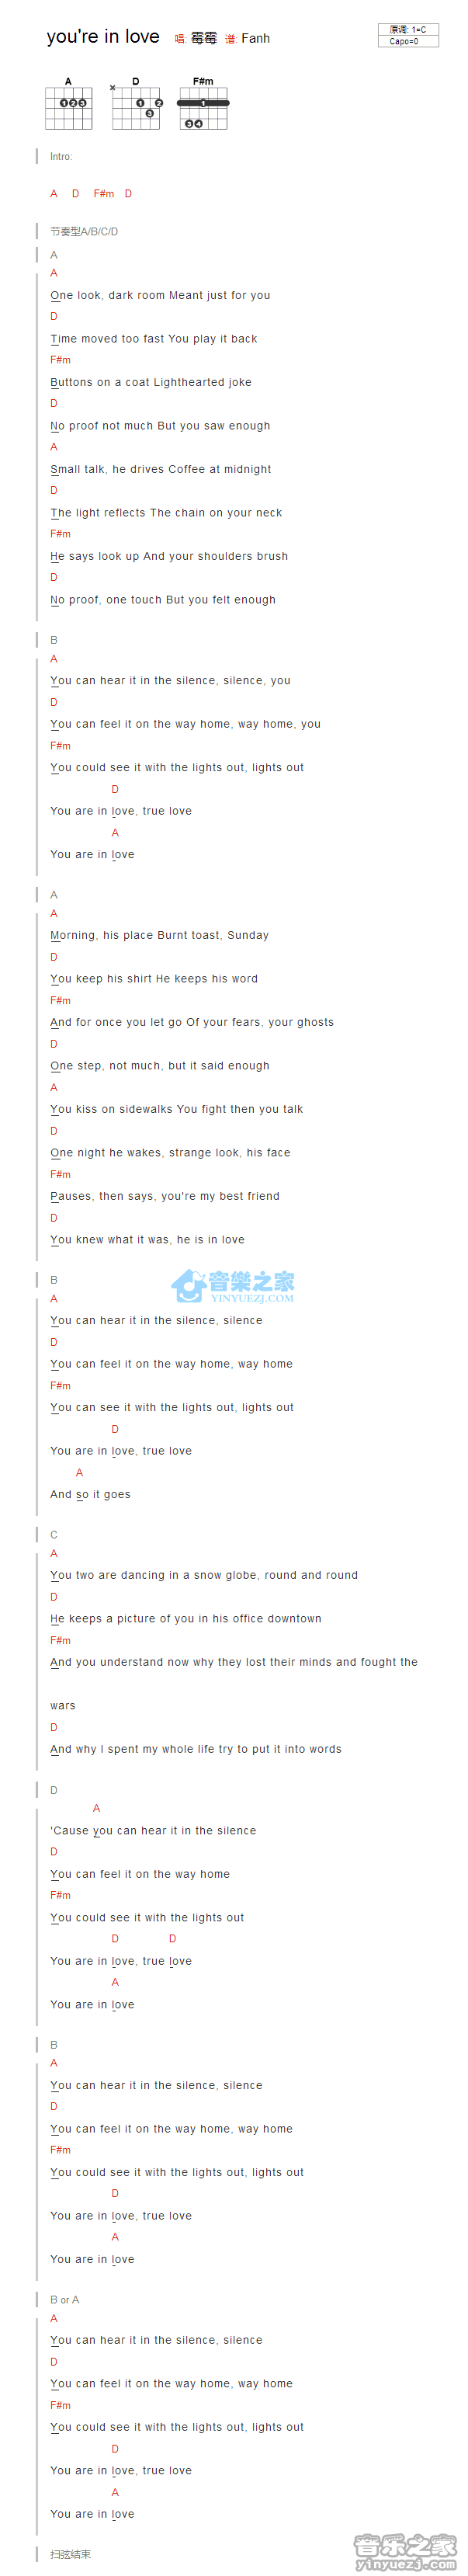 you're in love 唱: 霉霉 谱: Fanh
原调: 1=C
Capo=0
A D F#m
Intro:
A D F#m D
节奏型A/B/C/D
A
A
One look, dark room Meant just for you
D
Time moved too fast You play it back
F#m
Buttons on a coat Lighthearted joke
D
No proof not much But you saw enough
A
Small talk, he drives Coffee at midnight
D
The light reflects The chain on your neck
F#m
He says look up And your shoulders brush
D
No proof, one touch But you felt enough
B
A
You can hear it in the silence, silence, you
D
You can feel it on the way home, way home, you
F#m
You could see it with the lights out, lights out
D
You are in love, true love
A
You are in love
A
A
Morning, his place Burnt toast, Sunday
D
You keep his shirt He keeps his word
F#m
And for once you let go Of your fears, your ghosts
D
One step, not much, but it said enough
A
You kiss on sidewalks You fight then you talk
D
One night he wakes, strange look, his face
F#m
Pauses, then says, you're my best friend
D
You knew what it was, he is in love
B
音樂之家
YINYUEZJ.COM
A
You can hear it in the silence, silence
D
You can feel it on the way home, way home
F#m
You can see it with the lights out, lights out
D
You are in love, true love
A
And so it goes
C
A
You two are dancing in a snow globe, round and round
D
He keeps a picture of you in his office downtown
F#m
And you understand now why they lost their minds and fought the
wars
D
And why I spent my whole life try to put it into words
D
A
'Cause you can hear it in the silence
D
You can feel it on the way home
F#m
You could see it with the lights out
D D
You are in love, true love
A
You are in love
B
A
You can hear it in the silence, silence
D
You can feel it on the way home, way home
F#m
You could see it with the lights out, lights out
D
You are in love, true love
A
You are in love
B or A
A
You can hear it in the silence, silence
D
You can feel it on the way home, way home
F#m
You could see it with the lights out, lights out
D
You are in love, true love
A
You are in love
扫弦结束
音乐之家
yinyuezj.com